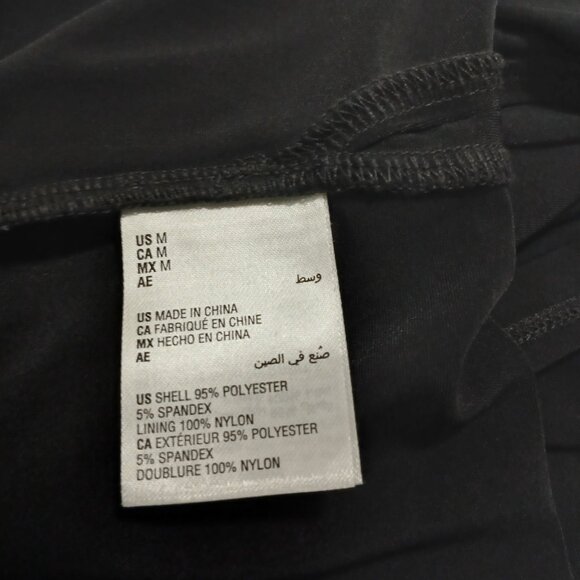 US M
CA M
MX M
AE
وسط
US MADE IN CHINA
CA FABRIQUÉ EN CHINE
MX HECHO EN CHINA
AE
صُنع في الصين
US SHELL 95% POLYESTER
5% SPANDEX
LINING 100% NYLON
CA EXTÉRIEUR 95% POLYESTER
5% SPANDEX
DOUBLURE 100% NYLON